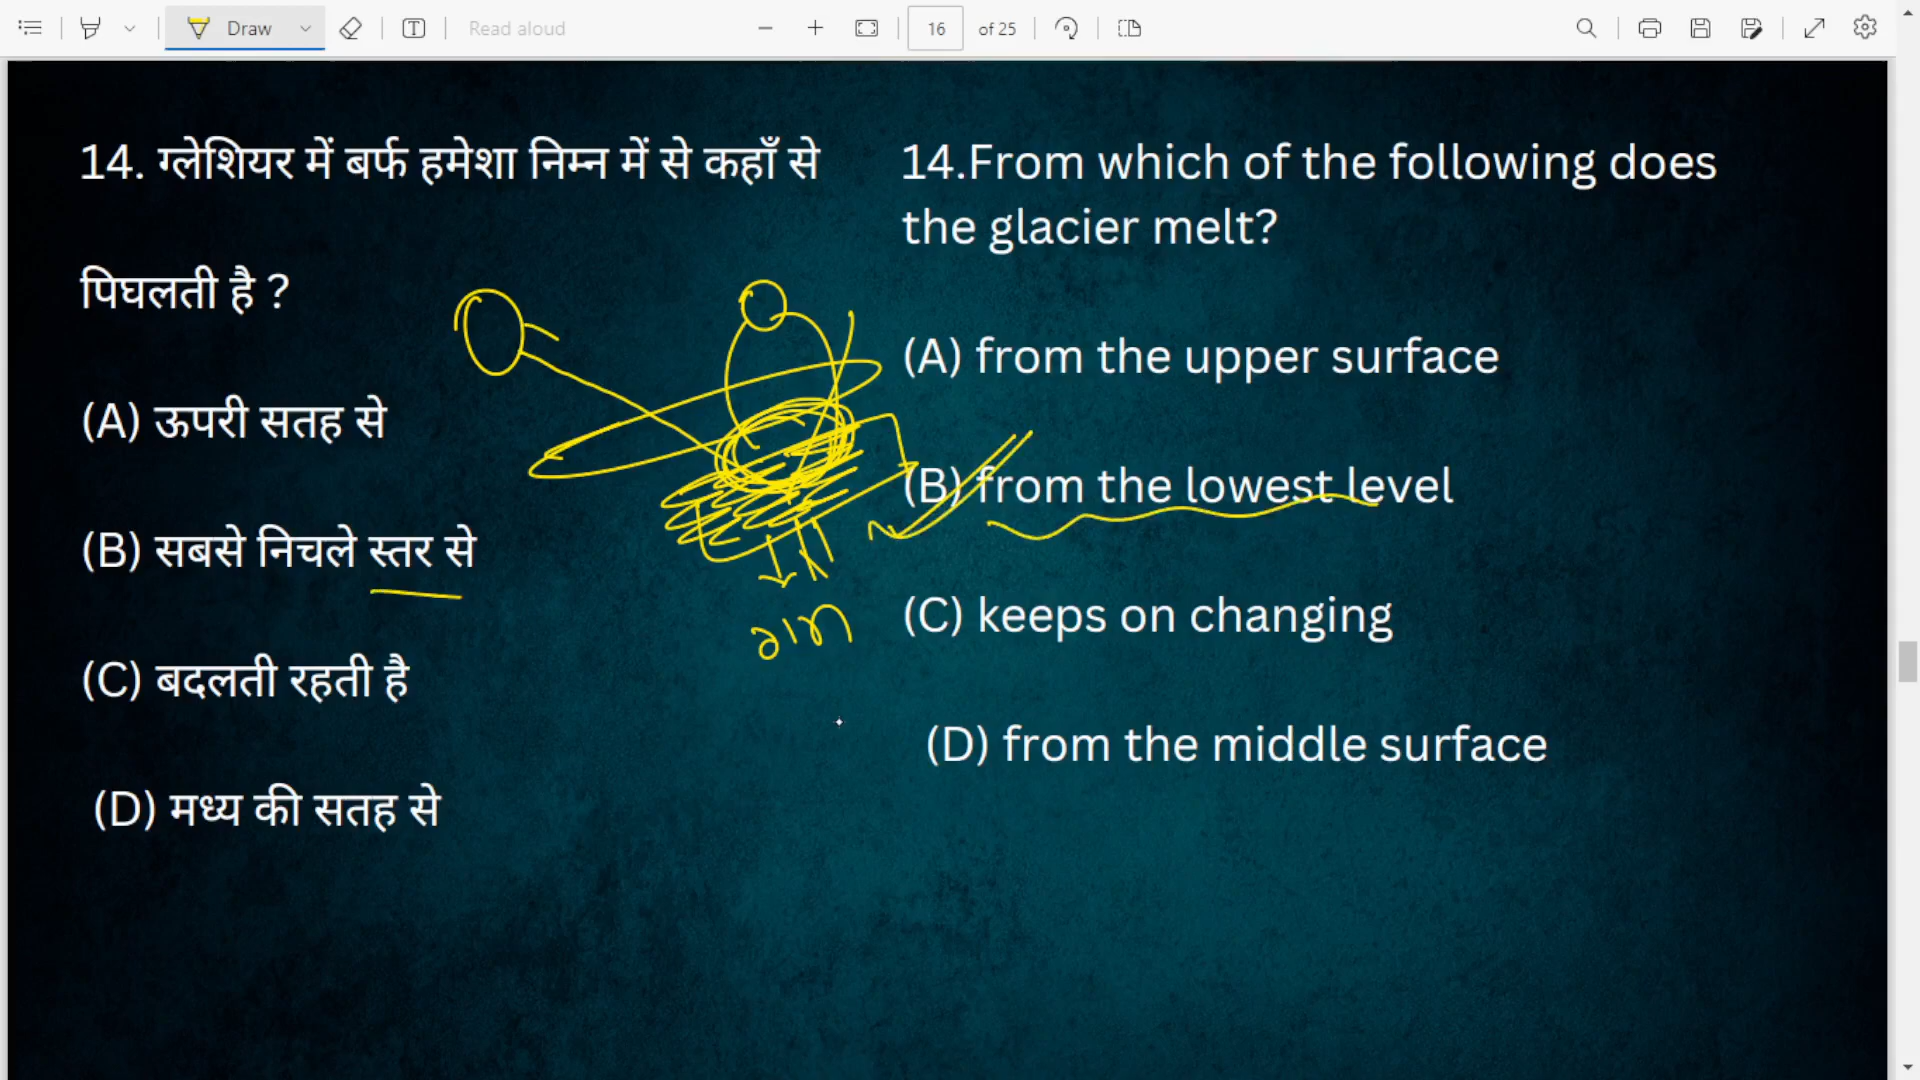 Draw
Read aloud
16
of 25
14. ग्लेशियर में बर्फ हमेशा निम्न में से कहाँ से
पिघलती है ?
(A) ऊपरी सतह से
(B) सबसे निचले स्तर से
(C) बदलती रहती है
(D) मध्य की सतह से
14.From which of the following does
the glacier melt?
(A) from the upper surface
(B) from the lowest level
(C) keeps on changing
(D) from the middle surface